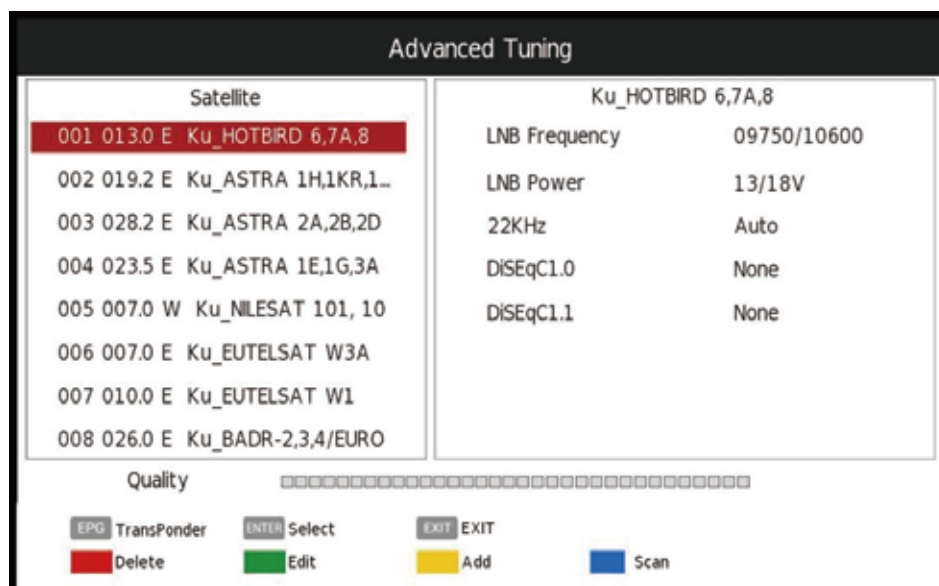 Advanced Tuning
Satellite
001 013.0 E Ku_HOTBIRD 6,7A,8
002 019.2 E Ku_ASTRA 1H,1KR,1...
003 028.2 E Ku_ASTRA 2A,2B,2D
004 023.5 E Ku_ASTRA 1E,1G,3A
005 007.0 W Ku_NILESAT 101, 10
006 007.0 E Ku_EUTELSAT W3A
007 010.0 E Ku_EUTELSAT W1
008 026.0 E Ku_BADR-2,3,4/EURO
Ku_HOTBIRD 6,7A,8
LNB Frequency 09750/10600
LNB Power 13/18V
22KHz Auto
DiSEqC1.0 None
DiSEqC1.1 None
Quality
EPG TransPonder ENTER Select EXIT EXIT
Delete Edit Add Scan